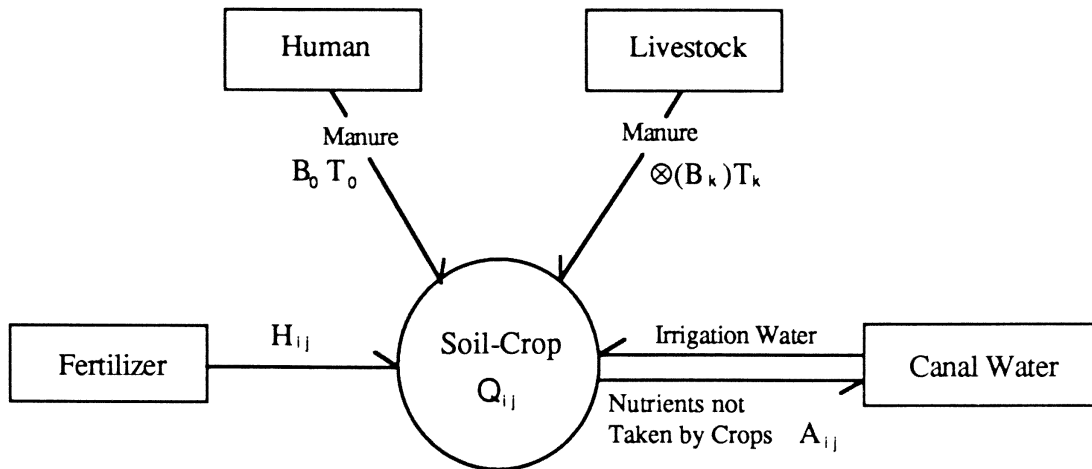 Human
Livestock
Manure
B₀ T₀
Manure
⊗(Bₖ)Tₖ
Fertilizer
Hᵢⱼ
Soil-Crop
Qᵢⱼ
Irrigation Water
Canal Water
Nutrients not
Taken by Crops Aᵢⱼ